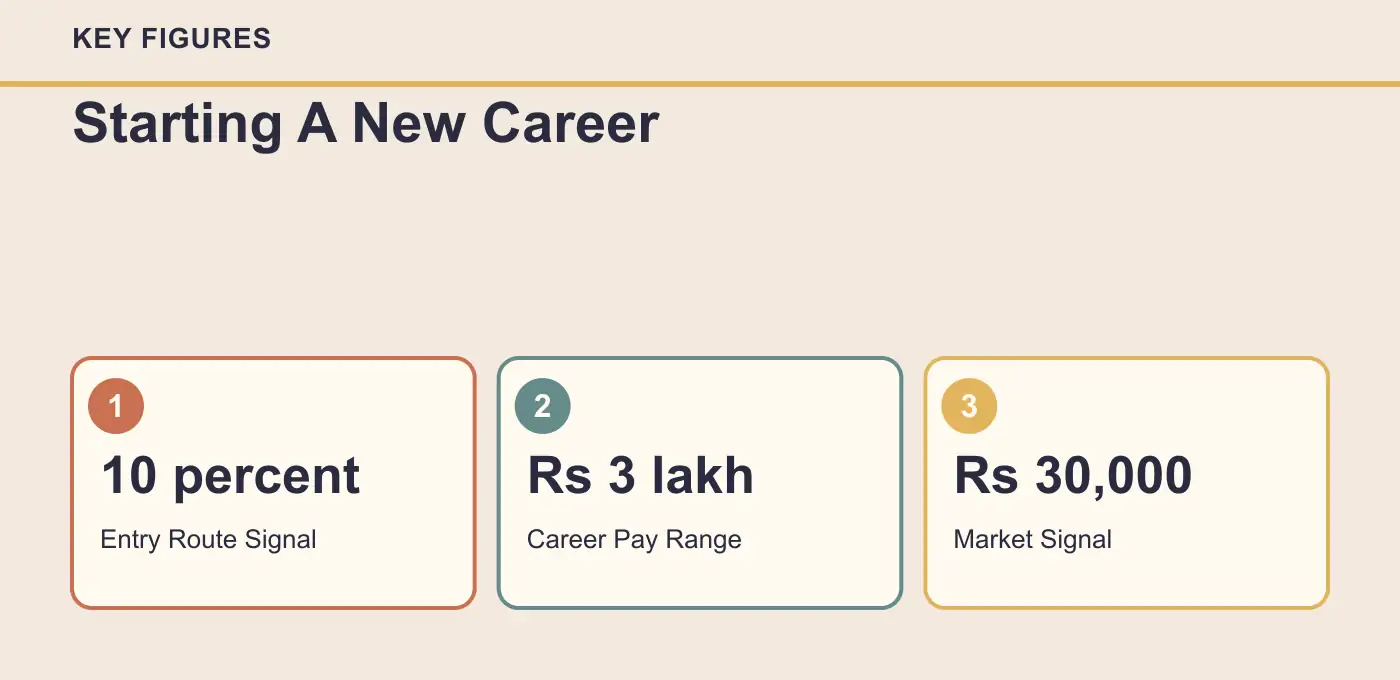 KEY FIGURES
Starting A New Career
1
10 percent
Entry Route Signal
2
Rs 3 lakh
Career Pay Range
3
Rs 30,000
Market Signal